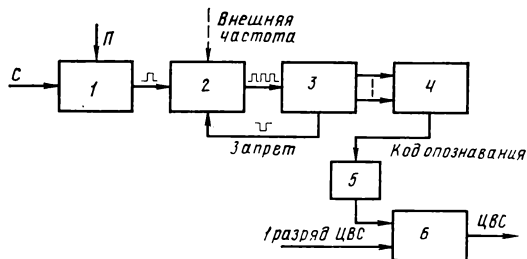 Внешняя
частота
П
С
1
2
3
4
Запрет
Код опознавания
5
1 разряд ЦВС
6
ЦВС